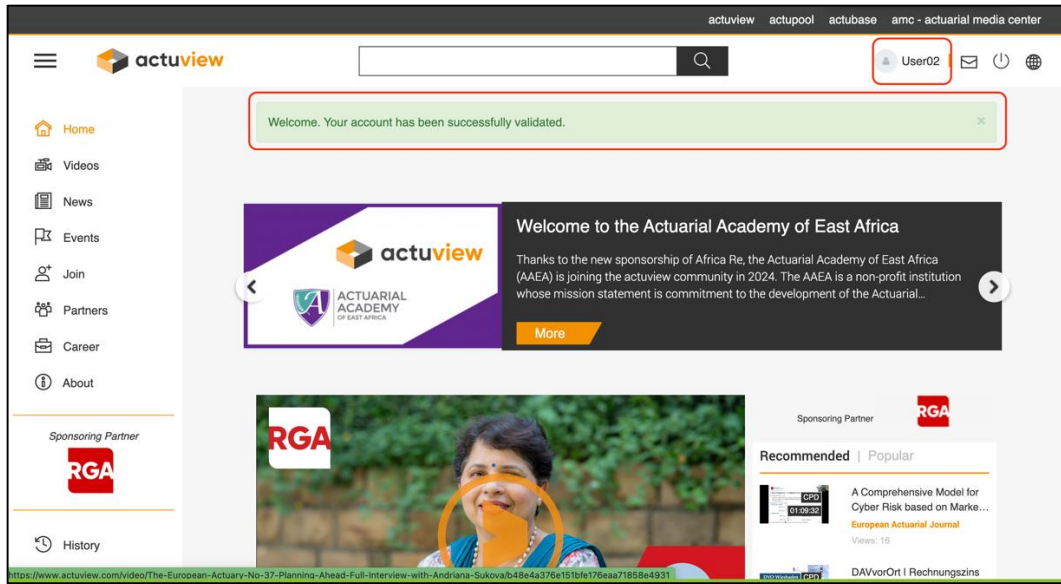 actuview actupool actubase amc - actuarial media center
actuview
User02
Home
Videos
News
Events
Join
Partners
Career
About
Sponsoring Partner
RGA
History
Welcome. Your account has been successfully validated.
×
actuview
ACTUARIAL
ACADEMY
OF EAST AFRICA
Welcome to the Actuarial Academy of East Africa
Thanks to the new sponsorship of Africa Re, the Actuarial Academy of East Africa
(AAEA) is joining the actuview community in 2024. The AAEA is a non-profit institution
whose mission statement is commitment to the development of the Actuarial...
More
RGA
Sponsoring Partner
RGA
Recommended | Popular
CPD
01:09:32
A Comprehensive Model for
Cyber Risk based on Marke...
European Actuarial Journal
Views: 16
CPD
DAVvorOrt I Rechnungszins
https://www.actuview.com/video/The-European-Actuary-No-37-Planning-Ahead-Full-Interview-with-Andriana-Sukova/b48e4a376e151bfe176eaa71858e4931